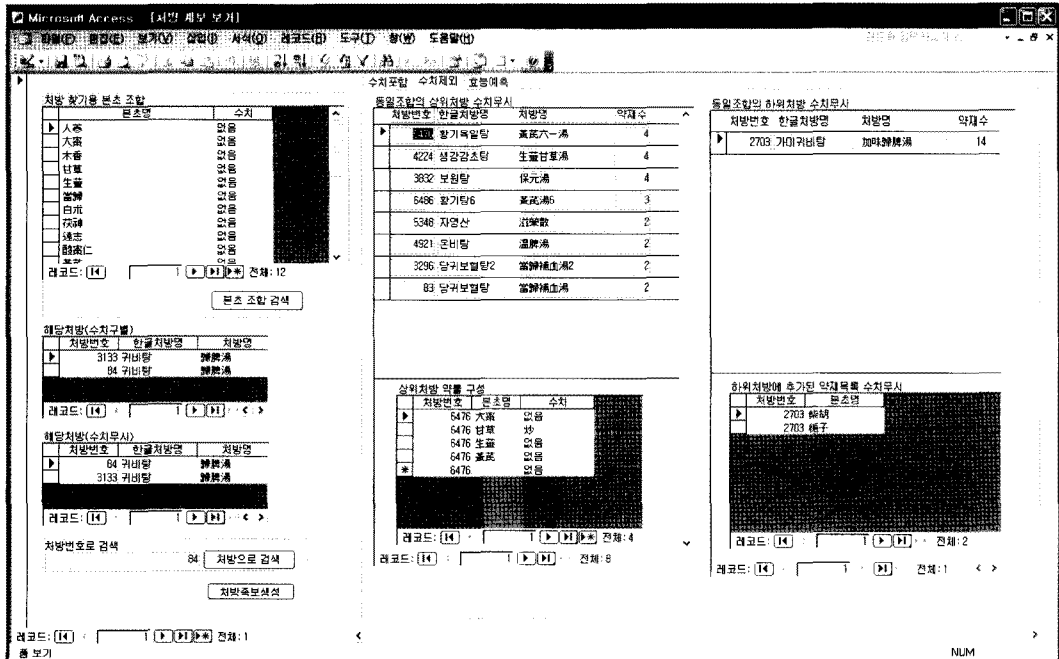 Microsoft Access - [처방 계보 보기]
파일(F) 편집(E) 보기(V) 삽입(I) 서식(O) 레코드(R) 도구(T) 창(W) 도움말(H)
수치포함 수치제외 효능예측
처방 찾기용 본초 조합
본초명 수치
人蔘 없음
大棗 없음
木香 없음
甘草 없음
生薑 없음
當歸 없음
白朮 없음
茯神 없음
遠志 없음
酸棗仁 없음
레코드: 1 전체: 12
본초 조합 검색
해당처방(수치구별)
처방번호 한글처방명 처방명
3133 귀비탕 歸脾湯
84 귀비탕 歸脾湯
레코드: 1
해당처방(수치무시)
처방번호 한글처방명 처방명
84 귀비탕 歸脾湯
3133 귀비탕 歸脾湯
레코드: 1
처방번호로 검색
84 처방으로 검색
처방족보생성
레코드: 1 전체: 1
폼 보기
동일조합의 상위처방 수치무시
처방번호 한글처방명 처방명 약재수
황기육일탕 黃芪六一湯 4
4224 생강감초탕 生薑甘草湯 4
3832 보원탕 保元湯 4
6486 황기탕6 黃芪湯6 3
5348 자영산 滋榮散 2
4921 온비탕 溫脾湯 2
3296 당귀보혈탕2 當歸補血湯2 2
83 당귀보혈탕 當歸補血湯 2
상위처방 약물 구성
처방번호 본초명 수치
6476 大棗 없음
6476 甘草 炒
6476 生薑 없음
6476 黃芪 없음
6476 없음
레코드: 1 전체: 4
레코드: 1 전체: 8
동일조합의 하위처방 수치무시
처방번호 한글처방명 처방명 약재수
2703 가미귀비탕 加味歸脾湯 14
하위처방에 추가된 약재목록 수치무시
처방번호 본초명
2703 柴胡
2703 梔子
레코드: 1 전체: 2
레코드: 1 전체: 1
NUM